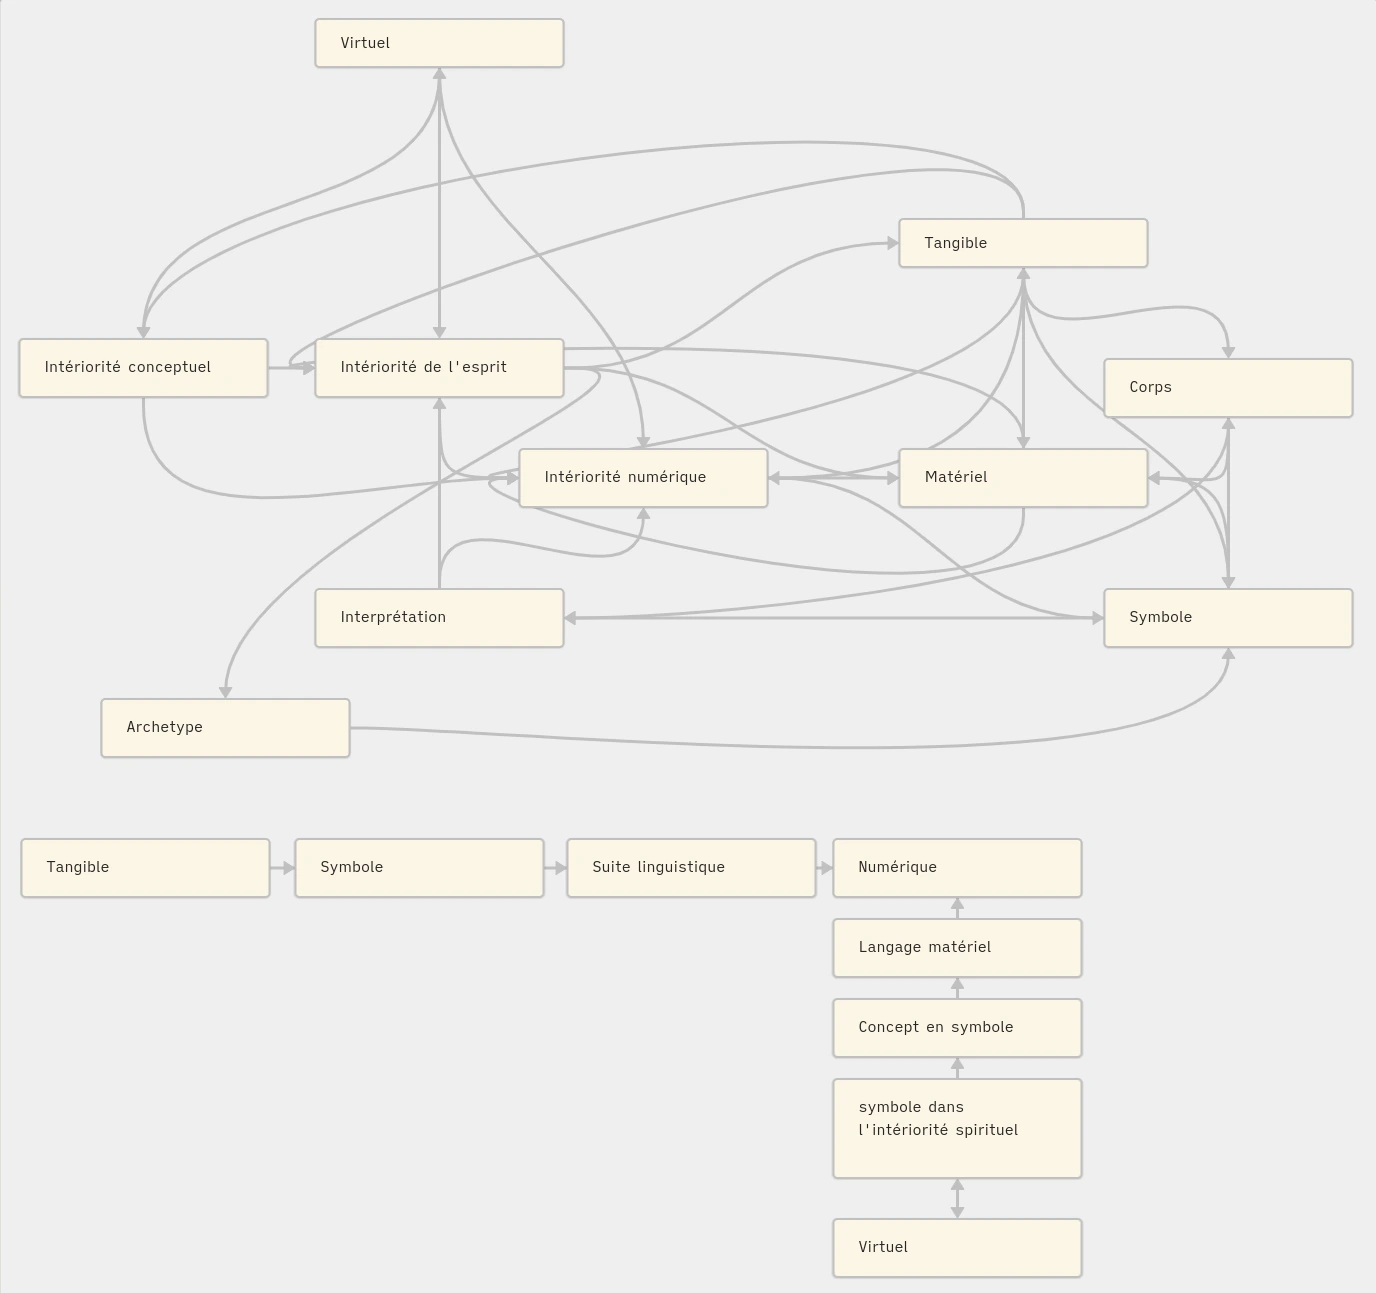 Virtuel
Tangible
Intériorité conceptuel
Intériorité de l'esprit
Corps
Intériorité numérique
Matériel
Interprétation
Symbole
Archetype
Tangible
Symbole
Suite linguistique
Numérique
Langage matériel
Concept en symbole
symbole dans
l'intériorité spirituel
Virtuel